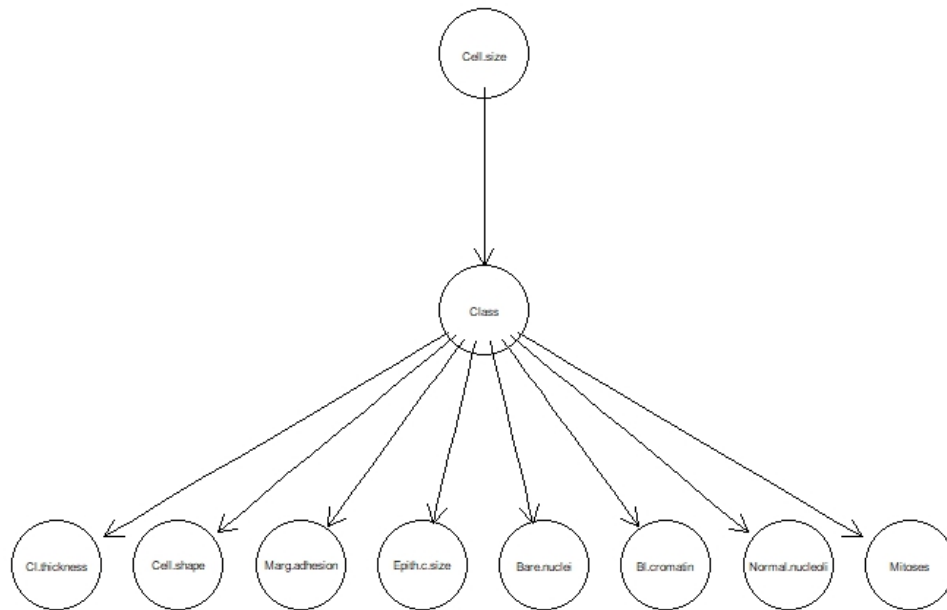 Cell.size
Class
Cl.thickness
Cell.shape
Marg.adhesion
Epith.c.size
Bare.nuclei
Bl.cromatin
Normal.nucleoli
Mitoses